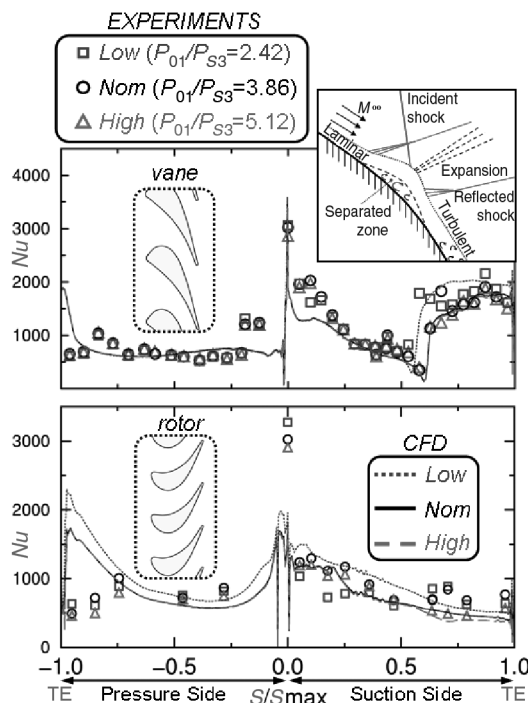 EXPERIMENTS
Low (P01/PS3=2.42)
Nom (P01/PS3=3.86)
High (P01/PS3=5.12)
M∞
Incident
shock
Laminar
Expansion
Reflected
shock
Separated
zone
Turbulent
vane
Nu
4000
3000
2000
1000
rotor
CFD
Low
Nom
High
Nu
3000
2000
1000
0
-1.0 -0.5 0.0 0.5 1.0
TE Pressure Side S/Smax Suction Side TE